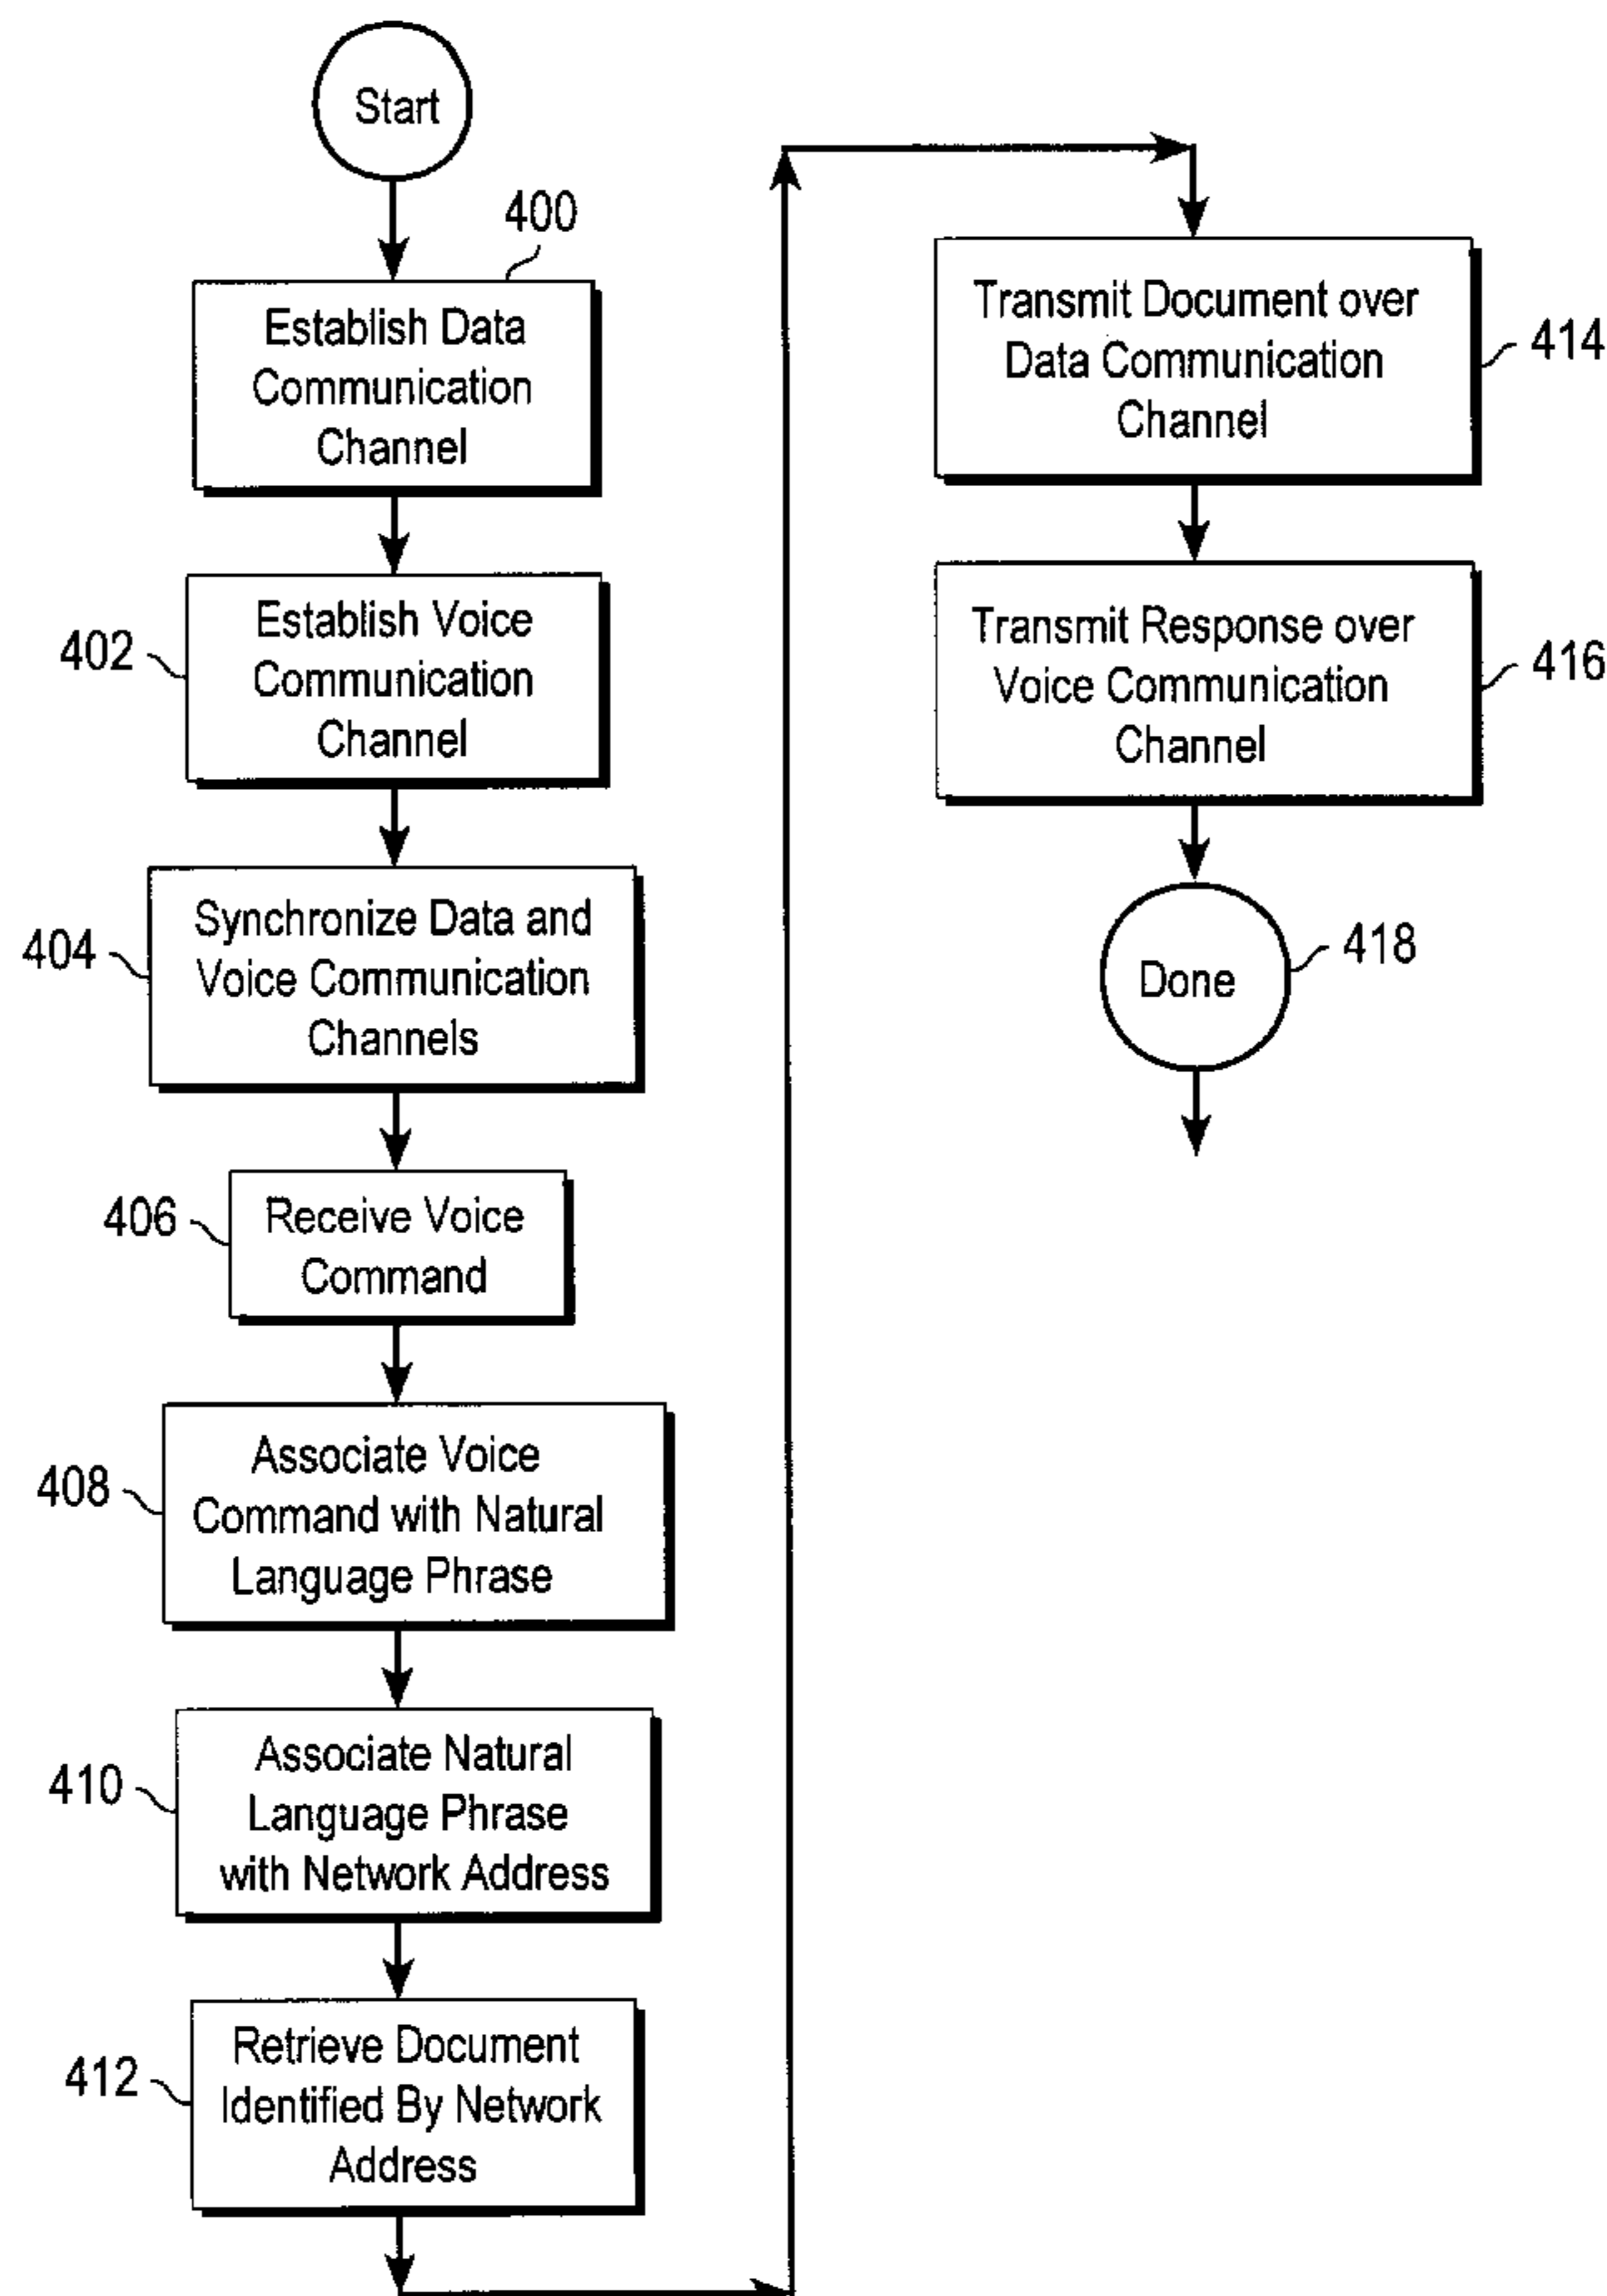 Start
400
Establish Data
Communication
Channel
402
Establish Voice
Communication
Channel
404
Synchronize Data and
Voice Communication
Channels
406
Receive Voice
Command
408
Associate Voice
Command with Natural
Language Phrase
410
Associate Natural
Language Phrase
with Network Address
412
Retrieve Document
Identified By Network
Address
Transmit Document over
Data Communication
Channel
414
Transmit Response over
Voice Communication
Channel
416
Done
418